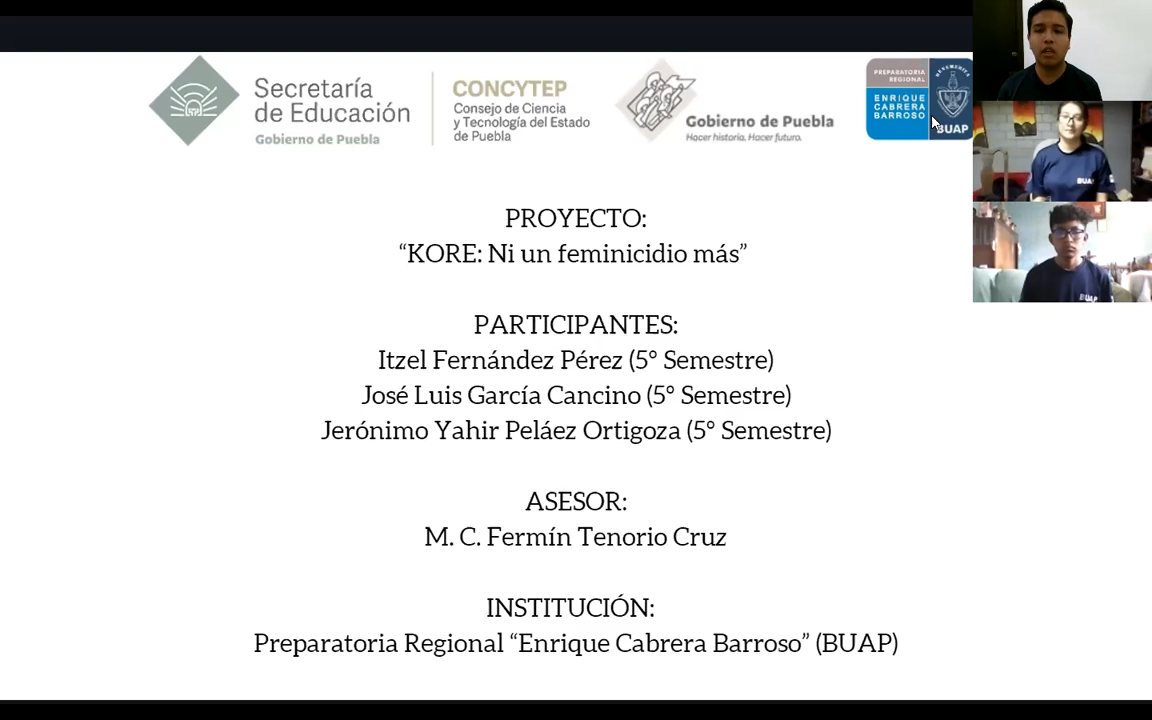 Secretaría
de Educación
Gobierno de Puebla
CONCYTEP
Consejo de Ciencia
y Tecnología del Estado
de Puebla
Gobierno de Puebla
Hacer historia. Hacer futuro.
PREPARATORIA
REGIONAL
ENRIQUE
CABRERA
BARROSO
BENEMÉRITA
BUAP
BUAP
BUAP
PROYECTO:
“KORE: Ni un feminicidio más”
PARTICIPANTES:
Itzel Fernández Pérez (5° Semestre)
José Luis García Cancino (5° Semestre)
Jerónimo Yahir Peláez Ortigoza (5° Semestre)
ASESOR:
M. C. Fermín Tenorio Cruz
INSTITUCIÓN:
Preparatoria Regional “Enrique Cabrera Barroso” (BUAP)